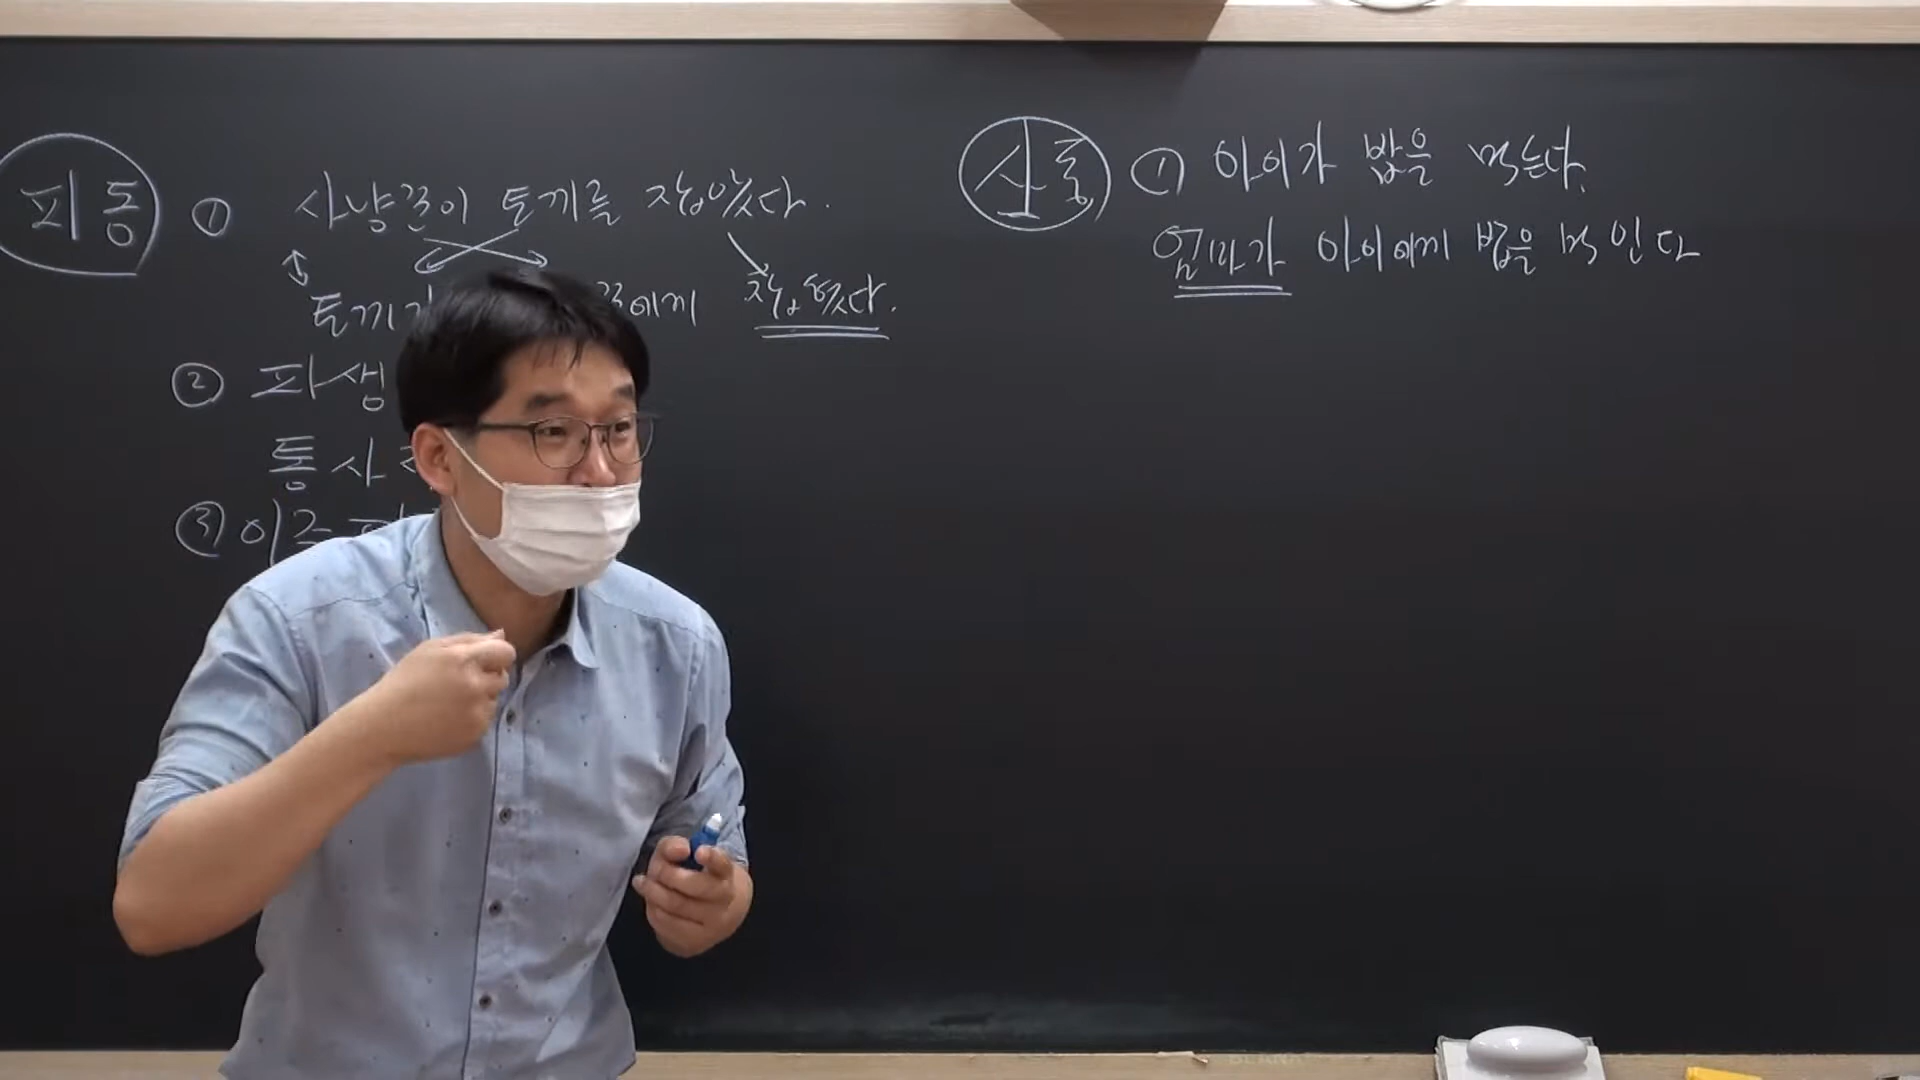 피동 ① 사냥꾼이 토끼를 잡았다.
토끼가 에게 잡혔다.
② 파생
통사
③ 이중
사동 ① 아이가 밥을 먹는다.
엄마가 아이에게 밥을 먹인다